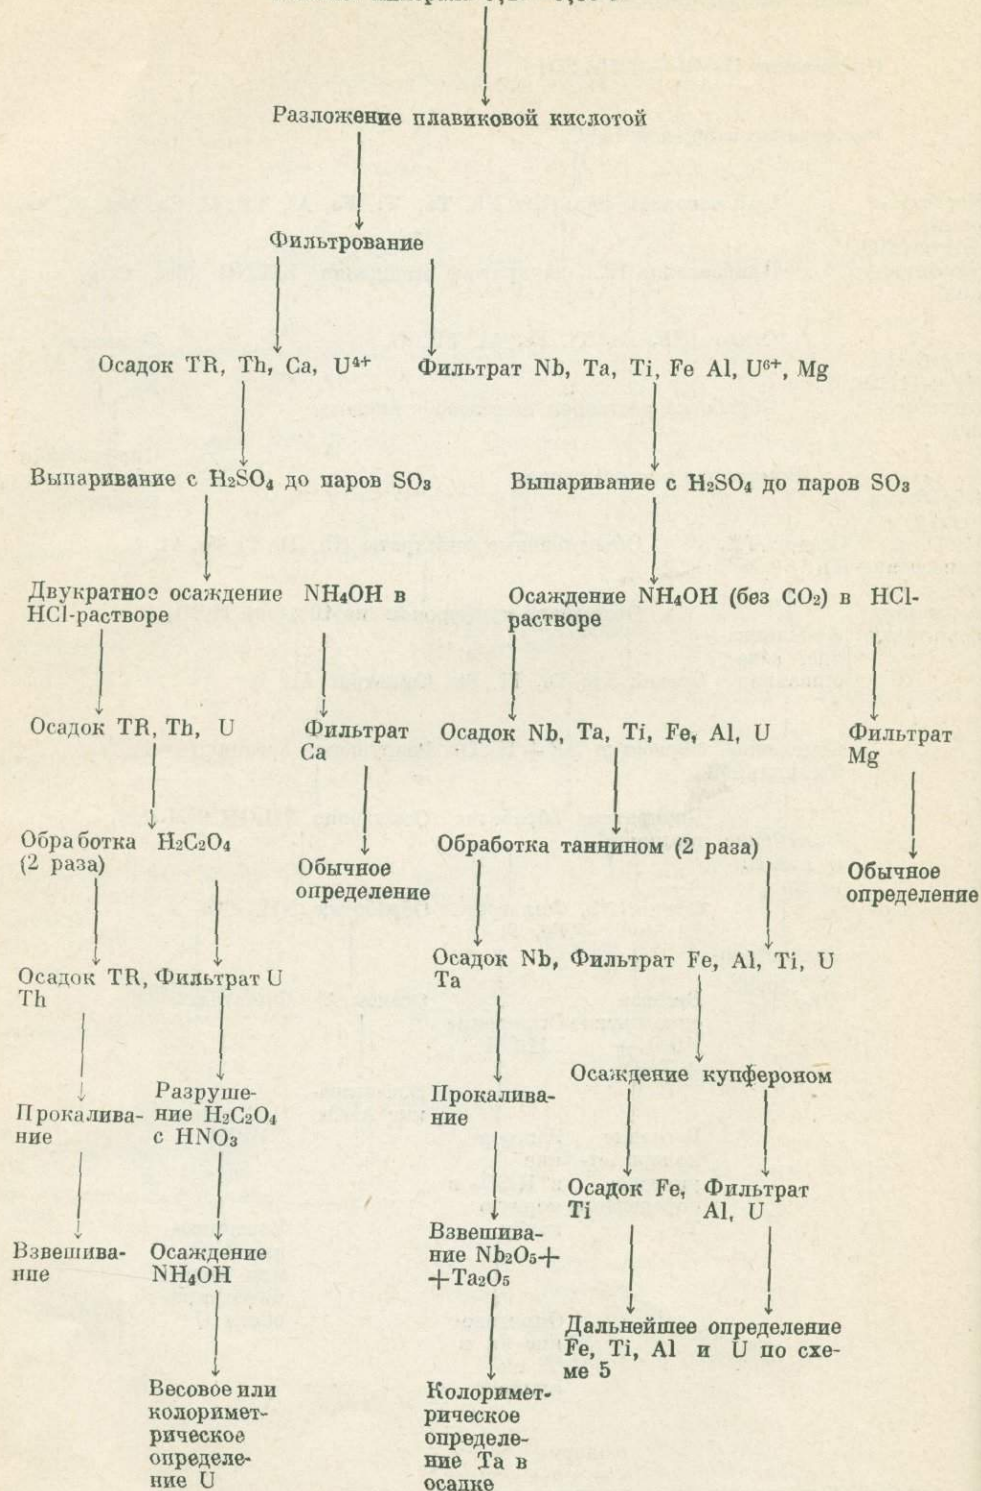 Разложение плавиковой кислотой
Фильтрование
Осадок TR, Th, Ca, U⁴⁺
Фильтрат Nb, Ta, Ti, Fe Al, U⁶⁺, Mg
Выпаривание с H₂SO₄ до паров SO₃
Выпаривание с H₂SO₄ до паров SO₃
Двукратное осаждение NH₄OH в
HCl-растворе
Осаждение NH₄OH (без CO₂) в HCl-
растворе
Осадок TR, Th, U
Фильтрат
Ca
Осадок Nb, Ta, Ti, Fe, Al, U
Фильтрат
Mg
Обработка H₂C₂O₄
(2 раза)
Обычное
определение
Обработка таннином (2 раза)
Обычное
определение
Осадок TR,
Th
Фильтрат U
Осадок Nb,
Ta
Фильтрат Fe, Al, Ti, U
Прокалива-
ние
Разруше-
ние H₂C₂O₄
с HNO₃
Прокалива-
ние
Осаждение купфероном
Осадок Fe,
Ti
Фильтрат
Al, U
Взвешива-
ние
Осаждение
NH₄OH
Взвешива-
ние Nb₂O₅+
+Ta₂O₅
Дальнейшее определение
Fe, Ti, Al и U по схе-
ме 5
Весовое или
колоримет-
рическое
определе-
ние U
Колоримет-
рическое
определе-
ние Ta в
осадке